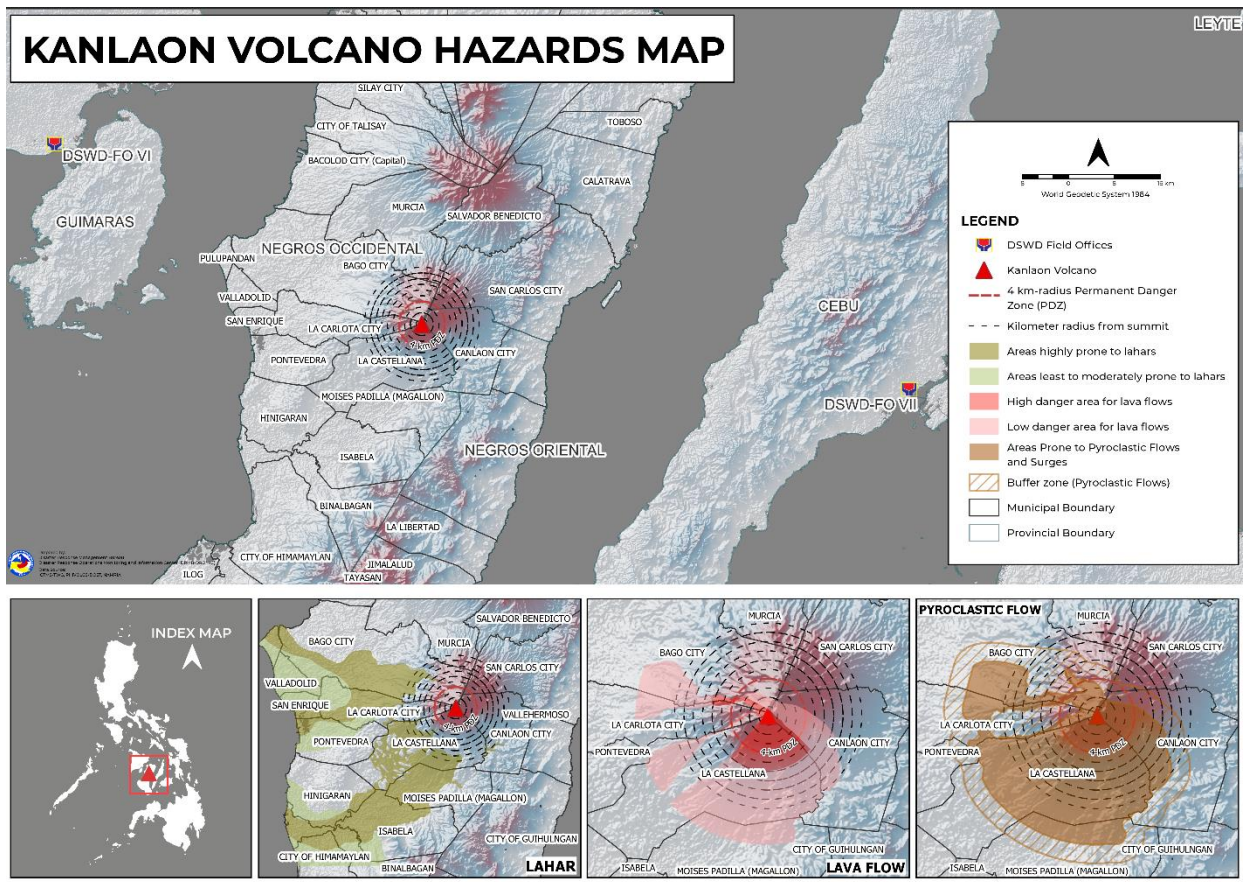 KANLAON VOLCANO HAZARDS MAP
LEYTE
SILAY CITY
CITY OF TALISAY
TOBOSO
DSWD-FO VI
BACOLOD CITY (Capital)
CALATRAVA
GUIMARAS
MURCIA
SALVADOR BENEDICTO
NEGROS OCCIDENTAL
PULUPANDAN
BAGO CITY
SAN CARLOS CITY
VALLADOLID
CEBU
SAN ENRIQUE
LA CARLOTA CITY
4-km PDZ
PONTEVEDRA
LA CASTELLANA
CANLAON CITY
MOISES PADILLA (MAGALLON)
DSWD-FO VII
HINIGARAN
NEGROS ORIENTAL
ISABELA
BINALBAGAN
LA LIBERTAD
CITY OF HIMAMAYLAN
JIMALALUD
ILOG
TAYASAN
World Geodetic System 1984
LEGEND
DSWD Field Offices
Kanlaon Volcano
4 km-radius Permanent Danger
Zone (PDZ)
Kilometer radius from summit
Areas highly prone to lahars
Areas least to moderately prone to lahars
High danger area for lava flows
Low danger area for lava flows
Areas Prone to Pyroclastic Flows
and Surges
Buffer zone (Pyroclastic Flows)
Municipal Boundary
Provincial Boundary
INDEX MAP
SALVADOR BENEDICTO
BAGO CITY
MURCIA
SAN CARLOS CITY
VALLADOLID
SAN ENRIQUE
LA CARLOTA CITY
VALLEHERMOSO
4-km PDZ
PONTEVEDRA
LA CASTELLANA
CANLAON CITY
HINIGARAN
MOISES PADILLA (MAGALLON)
ISABELA
CITY OF GUIHULNGAN
CITY OF HIMAMAYLAN
BINALBAGAN
LAHAR
MURCIA
BAGO CITY
SAN CARLOS CITY
LA CARLOTA CITY
4-km PDZ
CANLAON CITY
PONTEVEDRA
LA CASTELLANA
CITY OF GUIHULNGAN
ISABELA
MOISES PADILLA (MAGALLON)
LAVA FLOW
PYROCLASTIC FLOW
MURCIA
BAGO CITY
SAN CARLOS CITY
LA CARLOTA CITY
4-km PDZ
CANLAON CITY
PONTEVEDRA
LA CASTELLANA
CITY OF GUIHULNGAN
ISABELA
MOISES PADILLA (MAGALLON)